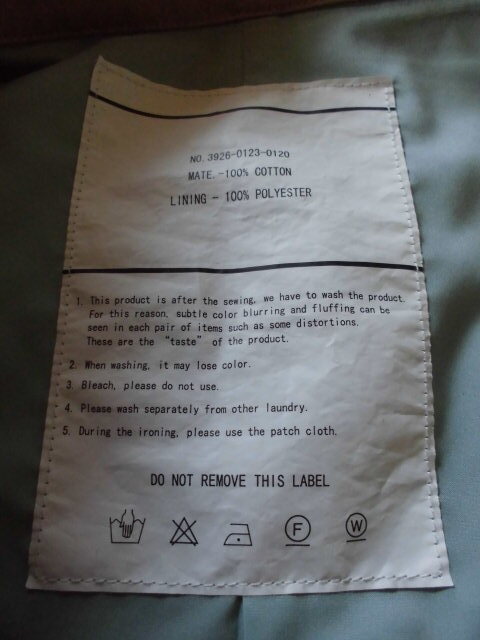 NO. 3926-0123-0120
MATE. -100% COTTON
LINING - 100% POLYESTER
1. This product is after the sewing, we have to wash the product.
For this reason, subtle color blurring and fluffing can be
seen in each pair of items such as some distortions.
These are the "taste" of the product.
2. When washing, it may lose color.
3. Bleach, please do not use.
4. Please wash separately from other laundry.
5. During the ironing, please use the patch cloth.
DO NOT REMOVE THIS LABEL
F W